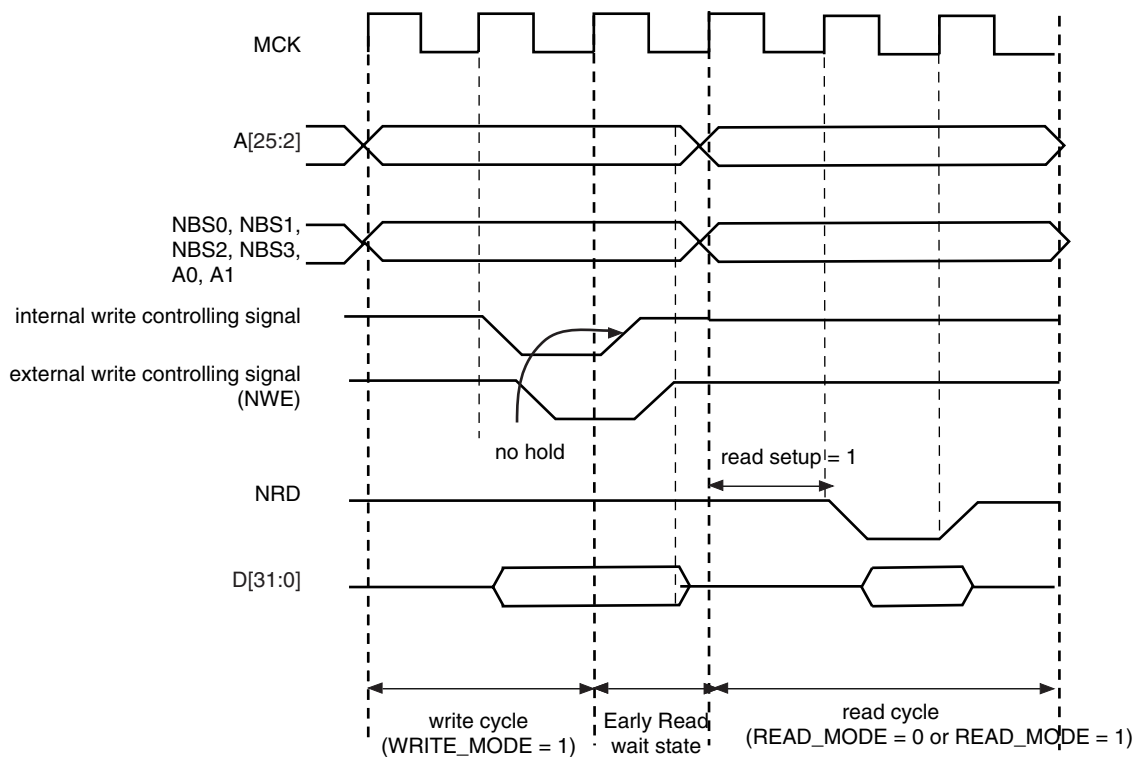 MCK
A[25:2]
NBS0, NBS1,
NBS2, NBS3,
A0, A1
internal write controlling signal
external write controlling signal
(NWE)
no hold
read setup = 1
NRD
D[31:0]
write cycle
(WRITE_MODE = 1)
Early Read
wait state
read cycle
(READ_MODE = 0 or READ_MODE = 1)